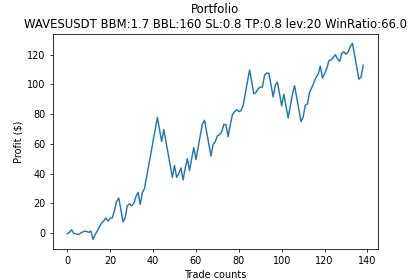 Portfolio
WAVESUSDT BBM:1.7 BBL:160 SL:0.8 TP:0.8 lev:20 WinRatio:66.0
120
100
80
60
40
20
0
Profit ($)
0 20 40 60 80 100 120 140
Trade counts